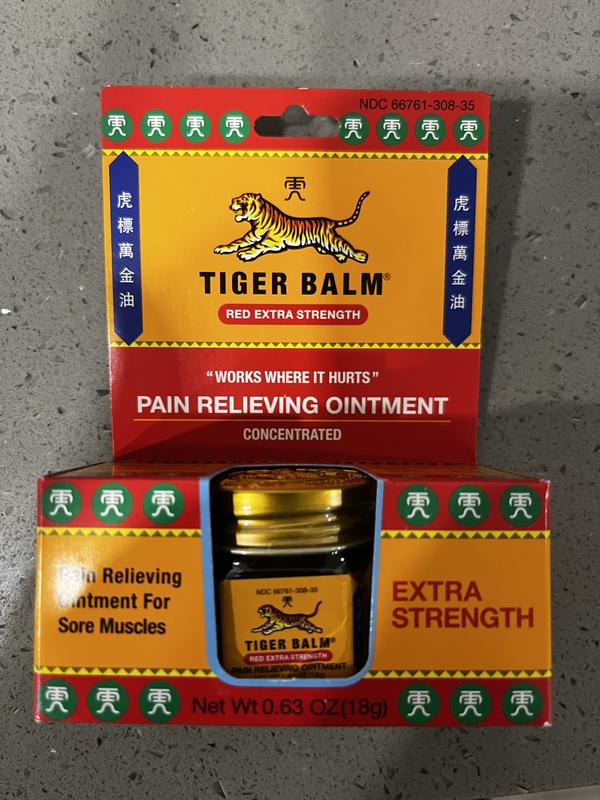 NDC 66761-308-35
虎標萬金油
虎標萬金油
TIGER BALM®
RED EXTRA STRENGTH
“WORKS WHERE IT HURTS”
PAIN RELIEVING OINTMENT
CONCENTRATED
Pain Relieving
Ointment For
Sore Muscles
EXTRA
STRENGTH
NDC 66761-308-35
TIGER BALM®
RED EXTRA STRENGTH
PAIN RELIEVING OINTMENT
Net Wt 0.63 OZ(18g)